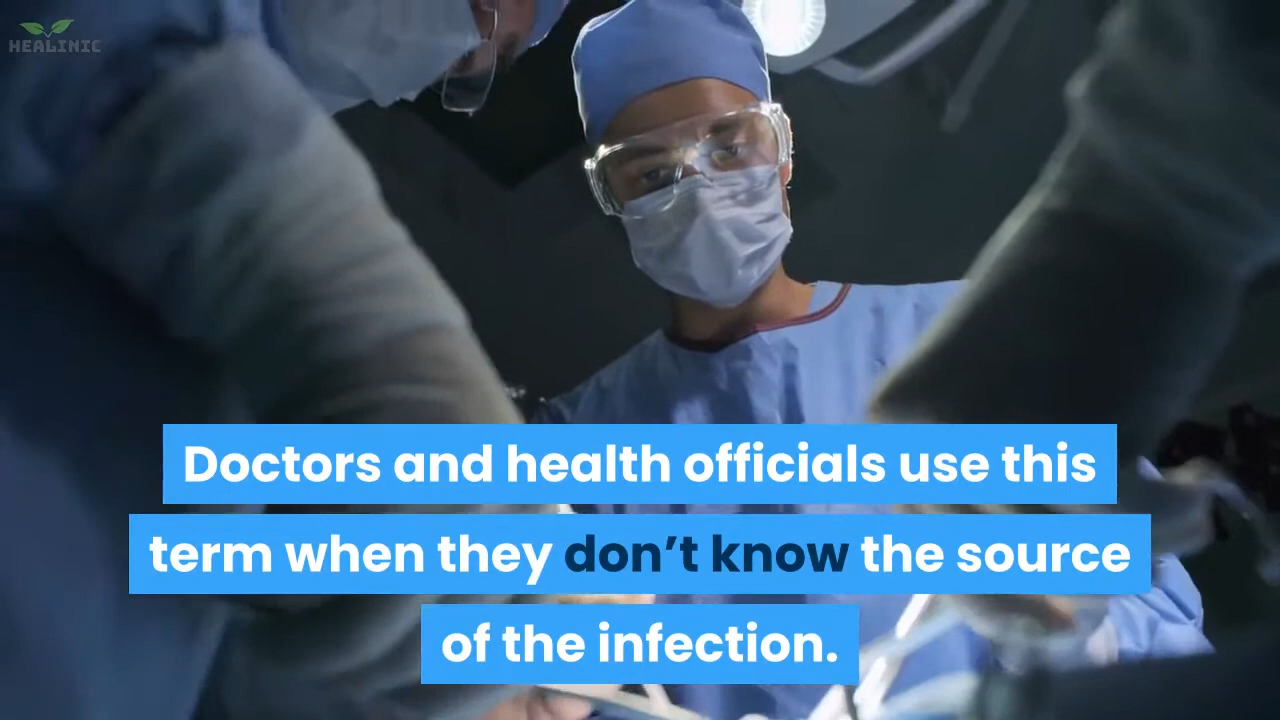 HEALINIC
Doctors and health officials use this
term when they don’t know the source
of the infection.